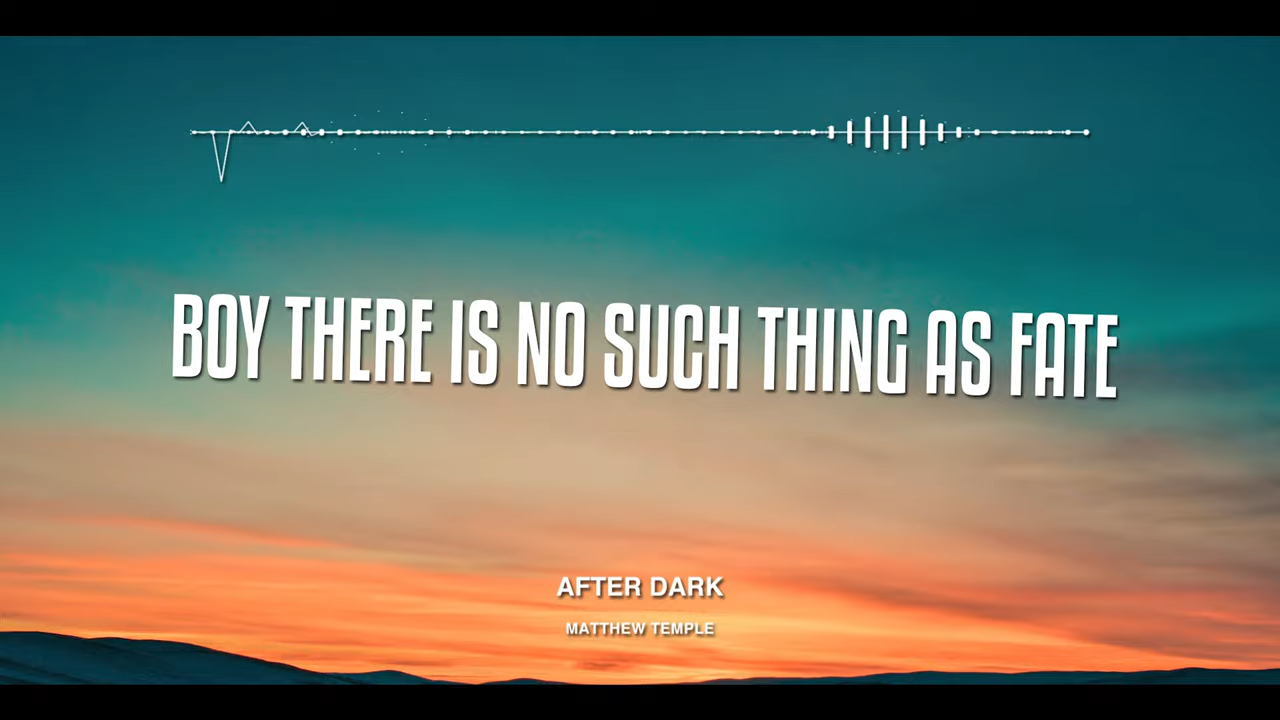 BOY THERE IS NO SUCH THING AS FATE
AFTER DARK
MATTHEW TEMPLE